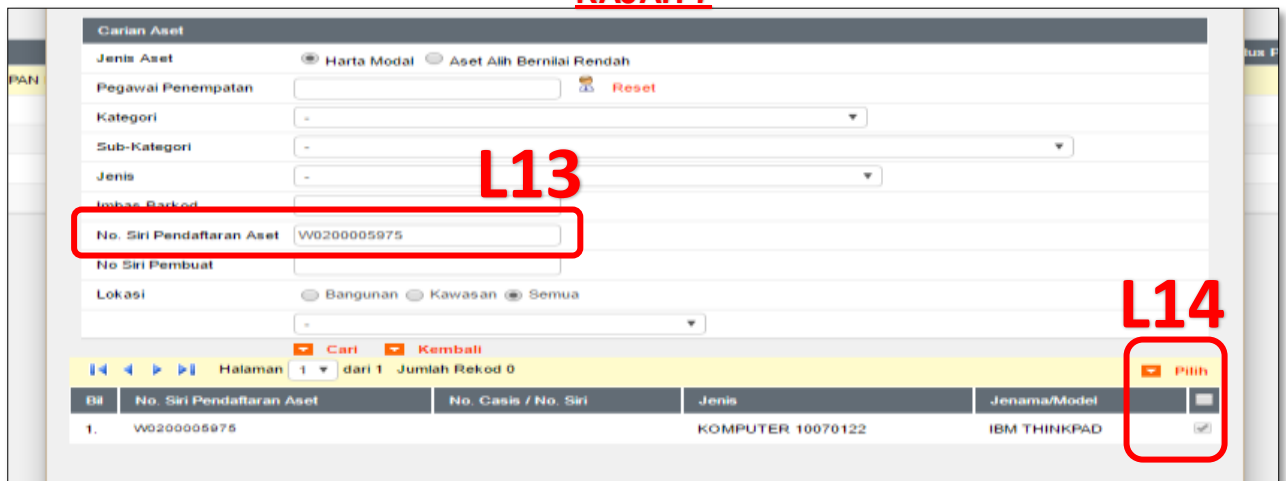 Carian Aset
Jenis Aset Harta Modal Aset Alih Bernilai Rendah
PAN
Pegawai Penempatan Reset
Kategori -
Sub-Kategori -
Jenis -
L13
Imbas Barkod
No. Siri Pendaftaran Aset W0200005975
No Siri Pembuat
Lokasi Bangunan Kawasan Semua
-
L14
Cari Kembali
Halaman 1 dari 1 Jumlah Rekod 0 Pilih
Bil No. Siri Pendaftaran Aset No. Casis / No. Siri Jenis Jenama/Model
1. W0200005975 KOMPUTER 10070122 IBM THINKPAD